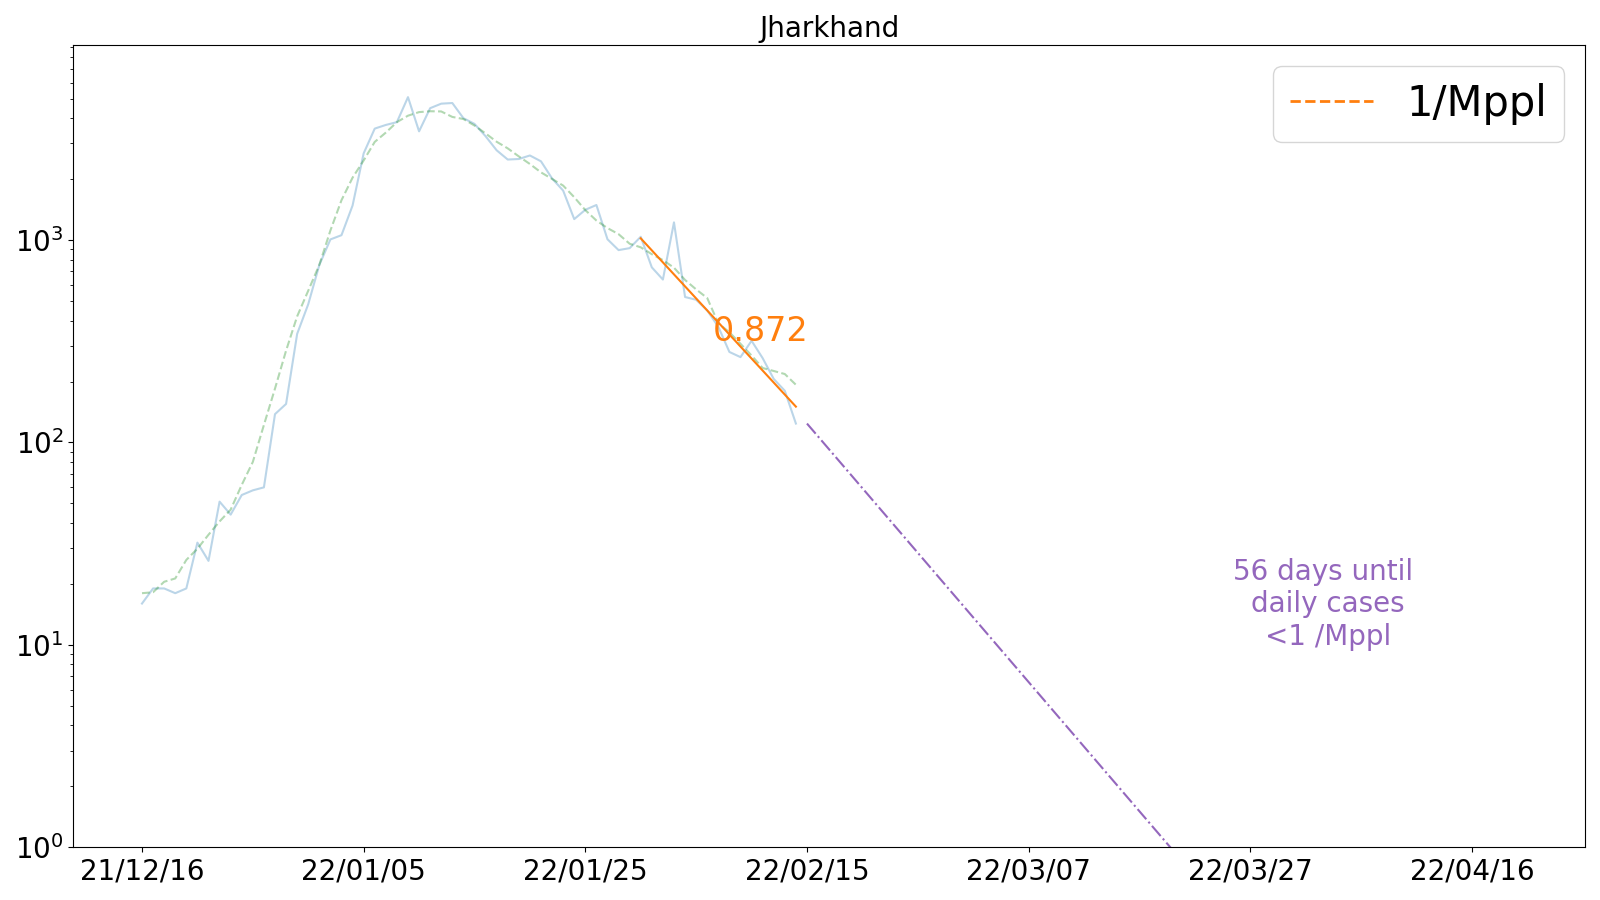 Jharkhand
1/Mppl
10³
0.872
10²
56 days until
daily cases
<1 /Mppl
10¹
10⁰
21/12/16 22/01/05 22/01/25 22/02/15 22/03/07 22/03/27 22/04/16